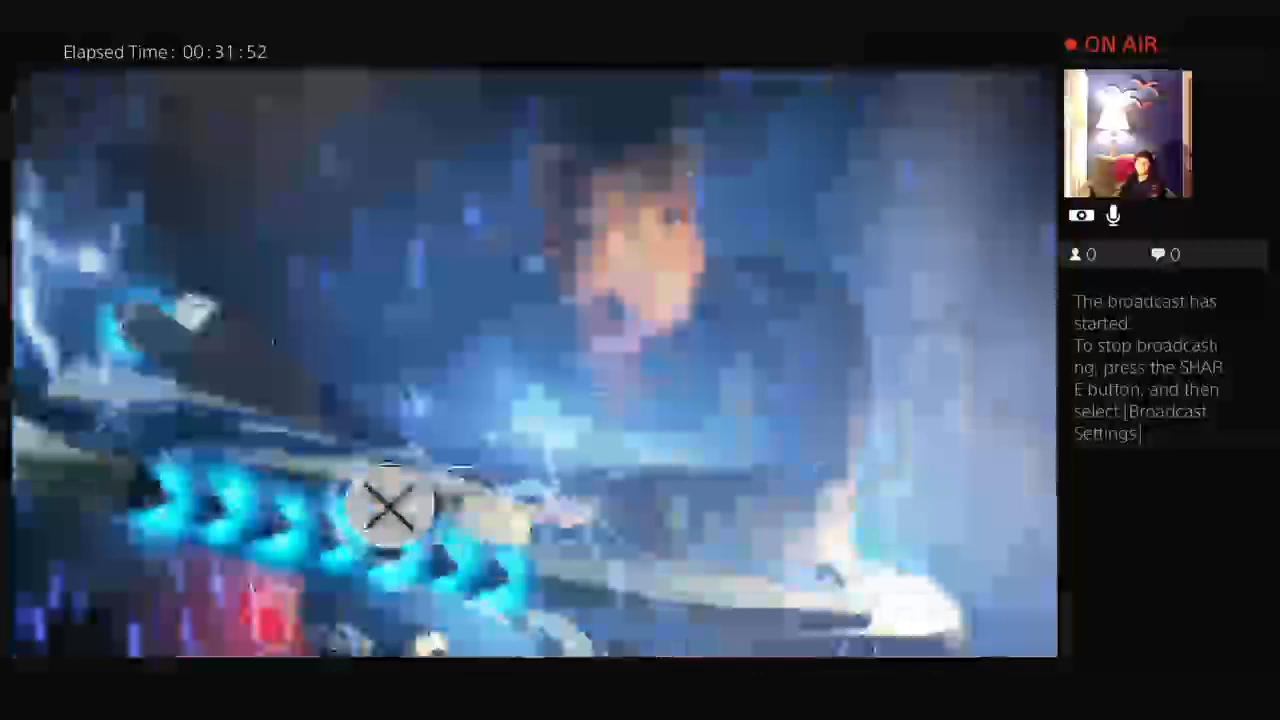 Elapsed Time: 00:31:52
ON AIR
0 0
The broadcast has
started.
To stop broadcasti
ng, press the SHAR
E button, and then
select [Broadcast
Settings]